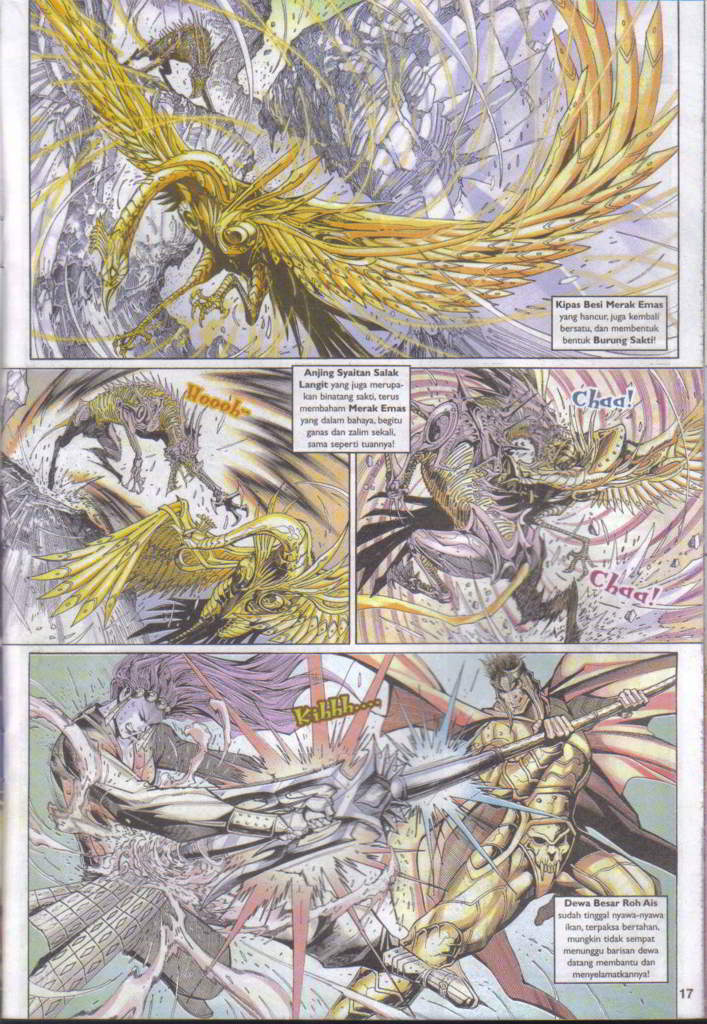 Kipas Besi Merak Emas
yang hancur, juga kembali
bersatu, dan membentuk
bentuk Burung Sakti!
Anjing Syaitan Salak
Langit yang juga merupa-
kan binatang sakti, terus
membaham Merak Emas
yang dalam bahaya, begitu
ganas dan zalim sekali,
sama seperti tuannya!
Hoooh~
Chaa!
Chaa!
Kihhh....
Dewa Besar Roh Ais
sudah tinggal nyawa-nyawa
ikan, terpaksa bertahan,
mungkin tidak sempat
menunggu barisan dewa
datang membantu dan
menyelamatkannya!
17